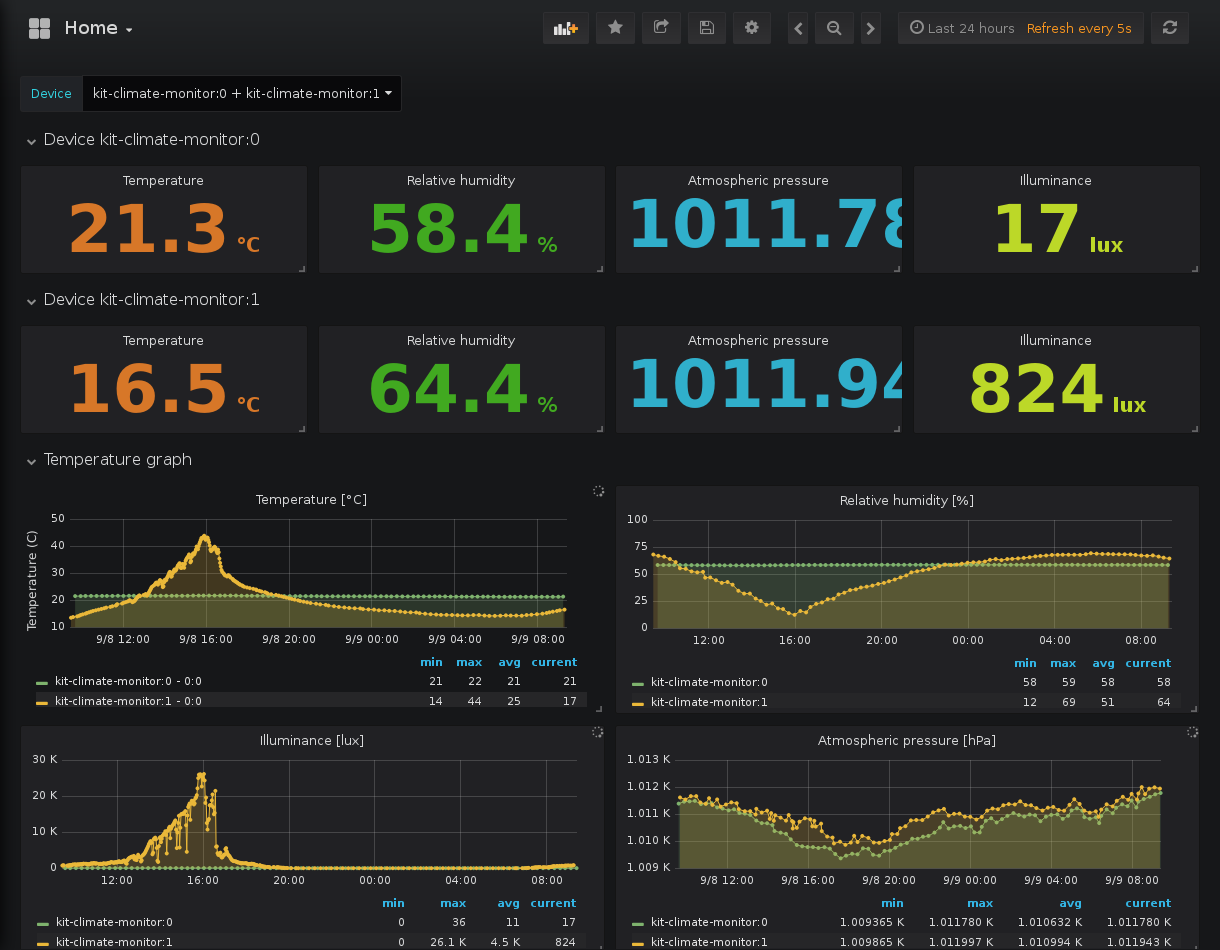 Home
Last 24 hours Refresh every 5s
Device kit-climate-monitor:0 + kit-climate-monitor:1
Device kit-climate-monitor:0
Temperature Relative humidity Atmospheric pressure Illuminance
21.3 °C 58.4 % 1011.78 17 lux
Device kit-climate-monitor:1
Temperature Relative humidity Atmospheric pressure Illuminance
16.5 °C 64.4 % 1011.94 824 lux
Temperature graph
Temperature [°C]
Temperature (C)
50
40
30
20
10
9/8 12:00 9/8 16:00 9/8 20:00 9/9 00:00 9/9 04:00 9/9 08:00
min max avg current
kit-climate-monitor:0 - 0:0 21 22 21 21
kit-climate-monitor:1 - 0:0 14 44 25 17
Relative humidity [%]
100
75
50
25
0
12:00 16:00 20:00 00:00 04:00 08:00
min max avg current
kit-climate-monitor:0 58 59 58 58
kit-climate-monitor:1 12 69 51 64
Illuminance [lux]
30 K
20 K
10 K
0
12:00 16:00 20:00 00:00 04:00 08:00
min max avg current
kit-climate-monitor:0 0 36 11 17
kit-climate-monitor:1 0 26.1 K 4.5 K 824
Atmospheric pressure [hPa]
1.013 K
1.012 K
1.011 K
1.010 K
1.009 K
9/8 12:00 9/8 16:00 9/8 20:00 9/9 00:00 9/9 04:00 9/9 08:00
min max avg current
kit-climate-monitor:0 1.009365 K 1.011780 K 1.010632 K 1.011780 K
kit-climate-monitor:1 1.009865 K 1.011997 K 1.010994 K 1.011943 K